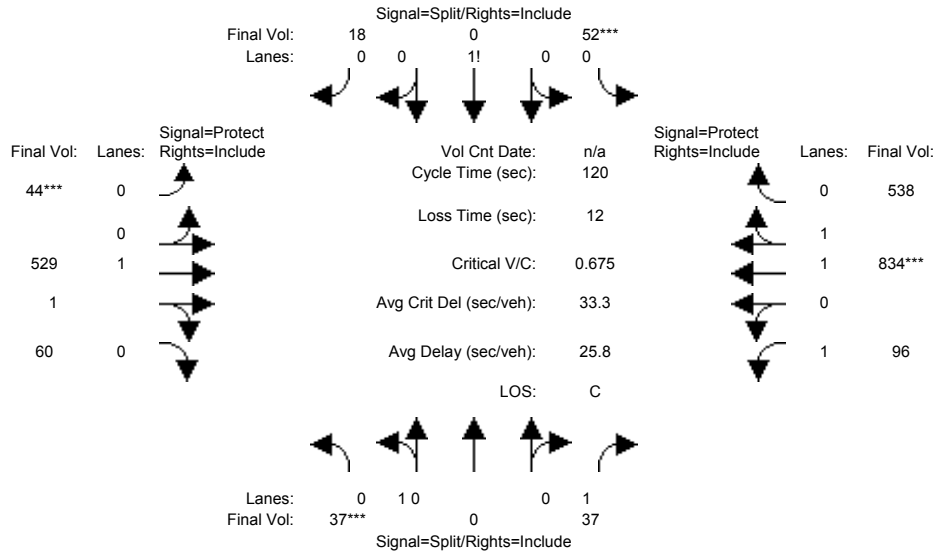 Signal=Split/Rights=Include
Final Vol: 18 0 52***
Lanes: 0 0 1! 0 0
Signal=Protect Signal=Protect
Final Vol: Lanes: Rights=Include Vol Cnt Date: n/a Rights=Include Lanes: Final Vol:
Cycle Time (sec): 120
44*** 0 0 538
Loss Time (sec): 12
0 1
529 1 Critical V/C: 0.675 1 834***
1 Avg Crit Del (sec/veh): 33.3 0
60 0 Avg Delay (sec/veh): 25.8 1 96
LOS: C
Lanes: 0 1 0 0 1
Final Vol: 37*** 0 37
Signal=Split/Rights=Include